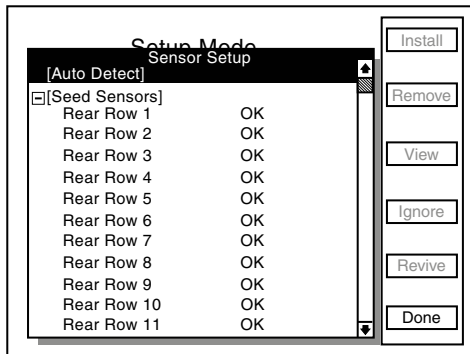 Setup Mode
Sensor Setup
[Auto Detect]
[Seed Sensors]
Rear Row 1 OK
Rear Row 2 OK
Rear Row 3 OK
Rear Row 4 OK
Rear Row 5 OK
Rear Row 6 OK
Rear Row 7 OK
Rear Row 8 OK
Rear Row 9 OK
Rear Row 10 OK
Rear Row 11 OK
Install
Remove
View
Ignore
Revive
Done